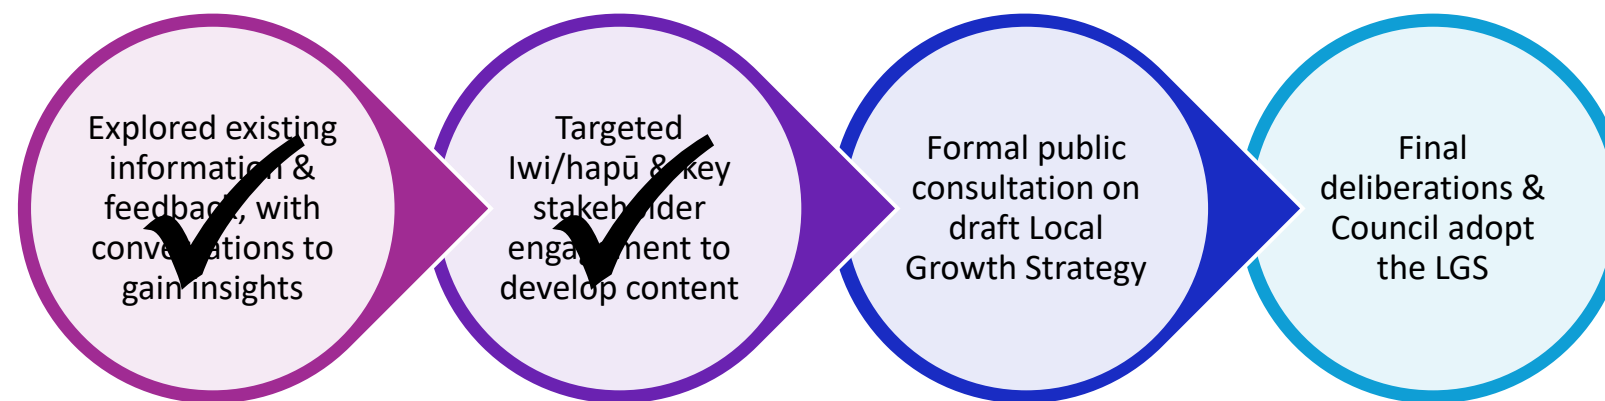 Explored existing
information &
feedback, with
conversations to
gain insights
Targeted
Iwi/hapū & key
stakeholder
engagement to
develop content
Formal public
consultation on
draft Local
Growth Strategy
Final
deliberations &
Council adopt
the LGS